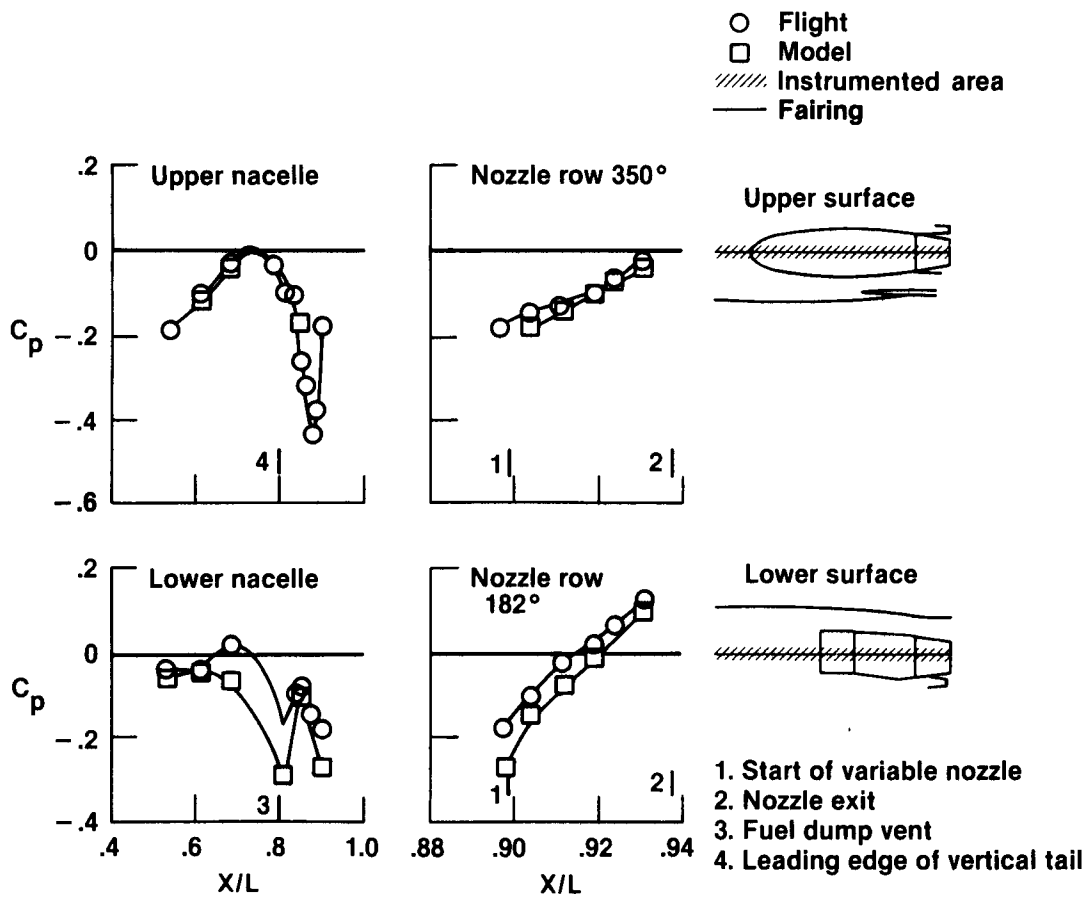 Flight
Model
Instrumented area
Fairing
.2
0
– .2
– .4
– .6
Cp
Upper nacelle
4
Nozzle row 350°
1
2
Upper surface
.2
0
– .2
– .4
Cp
Lower nacelle
3
.4
.6
.8
1.0
X/L
Nozzle row
182°
1
2
.88
.90
.92
.94
X/L
Lower surface
1. Start of variable nozzle
2. Nozzle exit
3. Fuel dump vent
4. Leading edge of vertical tail